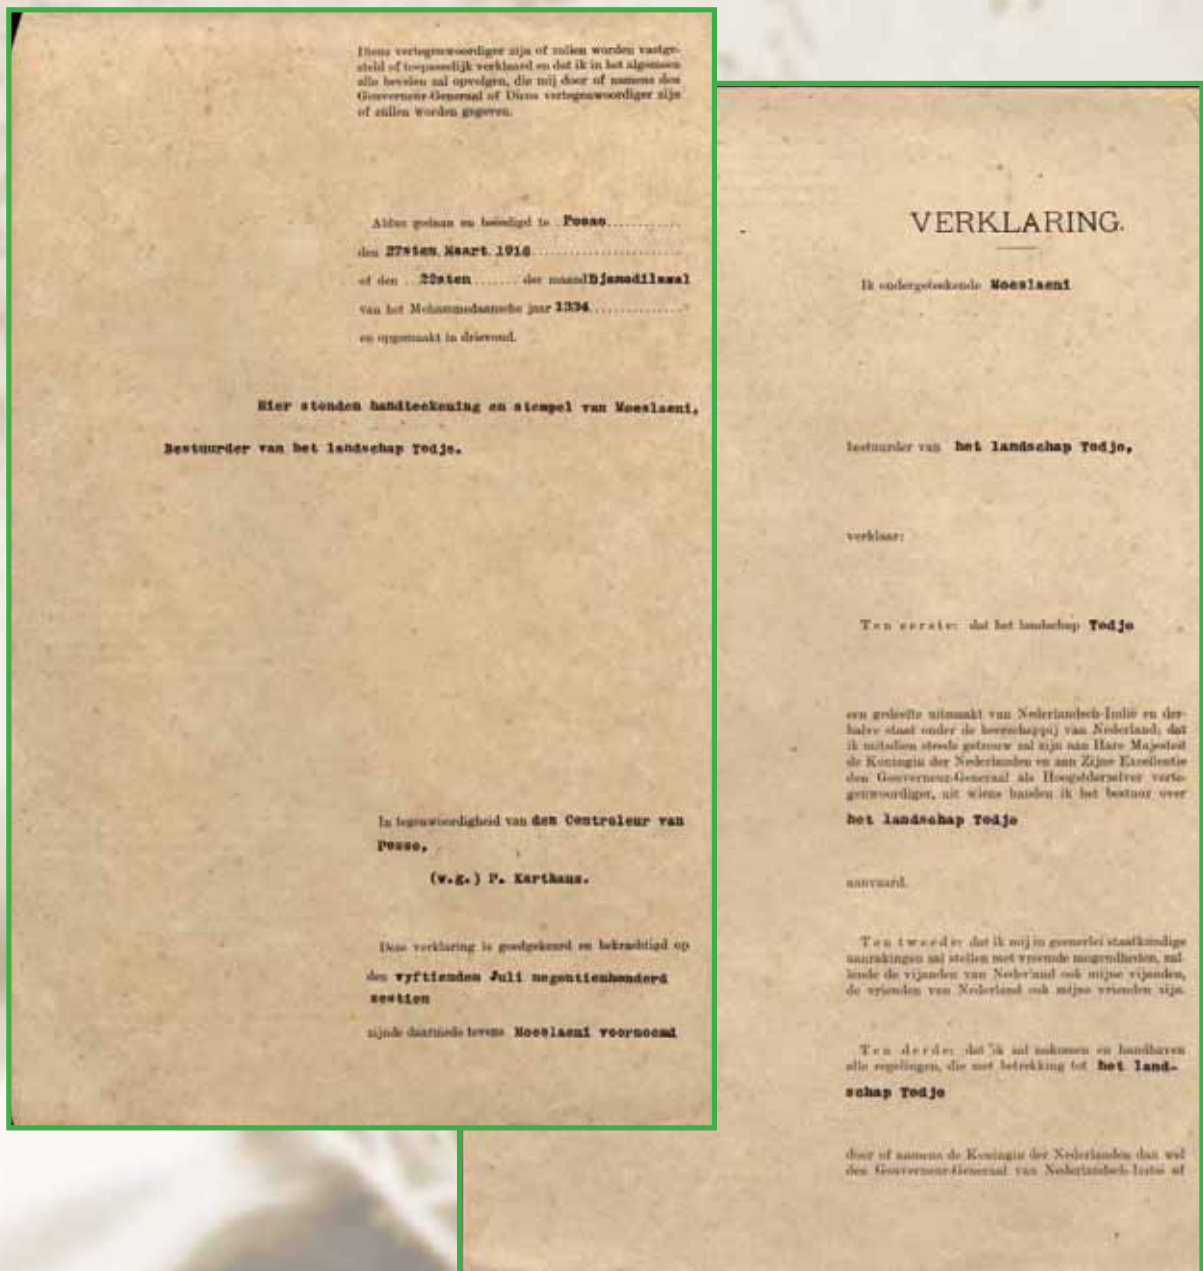 VERKLARING.
Ik ondergeteekende Moeslaeni
bestuurder van het landschap Todjo,
verklaar:
Ten eerste: dat het landschap Todjo
een gedeelte uitmaakt van Nederlandsch-Indië en der-
halve staat onder de heerschappij van Nederland; dat
ik mitsdien steeds getrouw zal zijn aan Hare Majesteit
de Koningin der Nederlanden en aan Zijne Excellentie
den Gouverneur-Generaal als Hoogstderzelver verte-
genwoordiger, uit wiens handen ik het bestuur over
het landschap Todjo
aanvaard.
Ten tweede: dat ik mij in geenerlei staatkundige
aanrakingen zal stellen met vreemde mogendheden, zul-
lende de vijanden van Nederland ook mijne vijanden,
de vrienden van Nederland ook mijne vrienden zijn.
Ten derde: dat ik zal nakomen en handhaven
alle regelingen, die met betrekking tot het land-
schap Todjo
door of namens de Koningin der Nederlanden dan wel
den Gouverneur-Generaal van Nederlandsch-Indië of
Diens vertegenwoordiger zijn of zullen worden vastge-
steld of toepasselijk verklaard en dat ik in het algemeen
alle bevelen zal opvolgen, die mij door of namens den
Gouverneur-Generaal of Diens vertegenwoordiger zijn
of zullen worden gegeven.
Aldus gedaan en beëedigd te Posso
den 27sten Maart 1916
of den 22sten der maand Djamadilawal
van het Mohammedaansche jaar 1334
en opgemaakt in drievoud.
Hier stonden handteekening en stempel van Moeslaeni,
Bestuurder van het landschap Todjo.
In tegenwoordigheid van den Controleur van
Posso,
(w.g.) P. Karthaus.
Deze verklaring is goedgekeurd en bekrachtigd op
den vyftienden Juli negentienhonderd
zestien
zijnde daarmede tevens Moeslaeni voornoemd